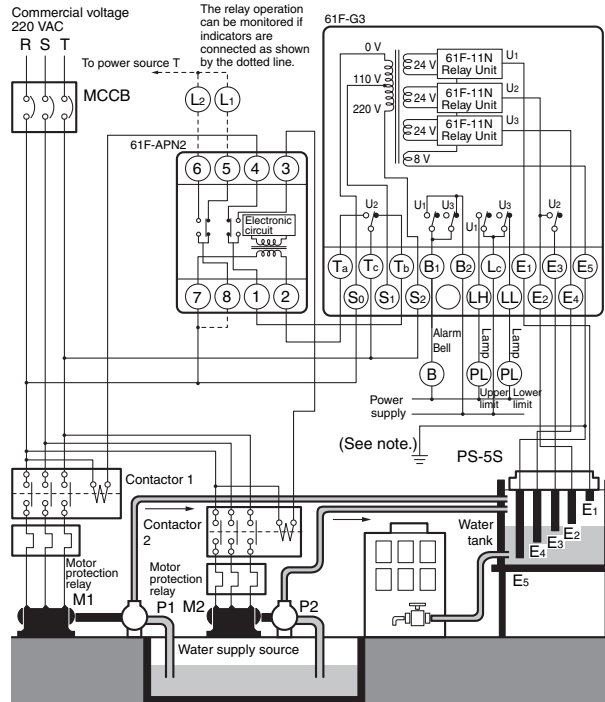 Commercial voltage
220 VAC
R S T
The relay operation
can be monitored if
indicators are
connected as shown
by the dotted line.
To power source T
MCCB
L2 L1
61F-APN2
6 5 4 3
Electronic
circuit
7 8 1 2
61F-G3
0 V
110 V
220 V
24 V
61F-11N
Relay Unit
U1
24 V
61F-11N
Relay Unit
U2
24 V
61F-11N
Relay Unit
U3
8 V
U2
U1 U3
U1
U3
U2
Ta Tc Tb B1 B2 Lc E1 E3 E5
S0 S1 S2 LH LL E2 E4
Alarm
Bell
Lamp
Lamp
B PL PL
Power
supply
Upper
limit
Lower
limit
(See note.)
PS-5S
Contactor 1
Contactor
2
Motor
protection
relay
Motor
protection
relay
M1 P1 M2 P2
Water
tank
E1
E2
E3
E4
E5
Water supply source